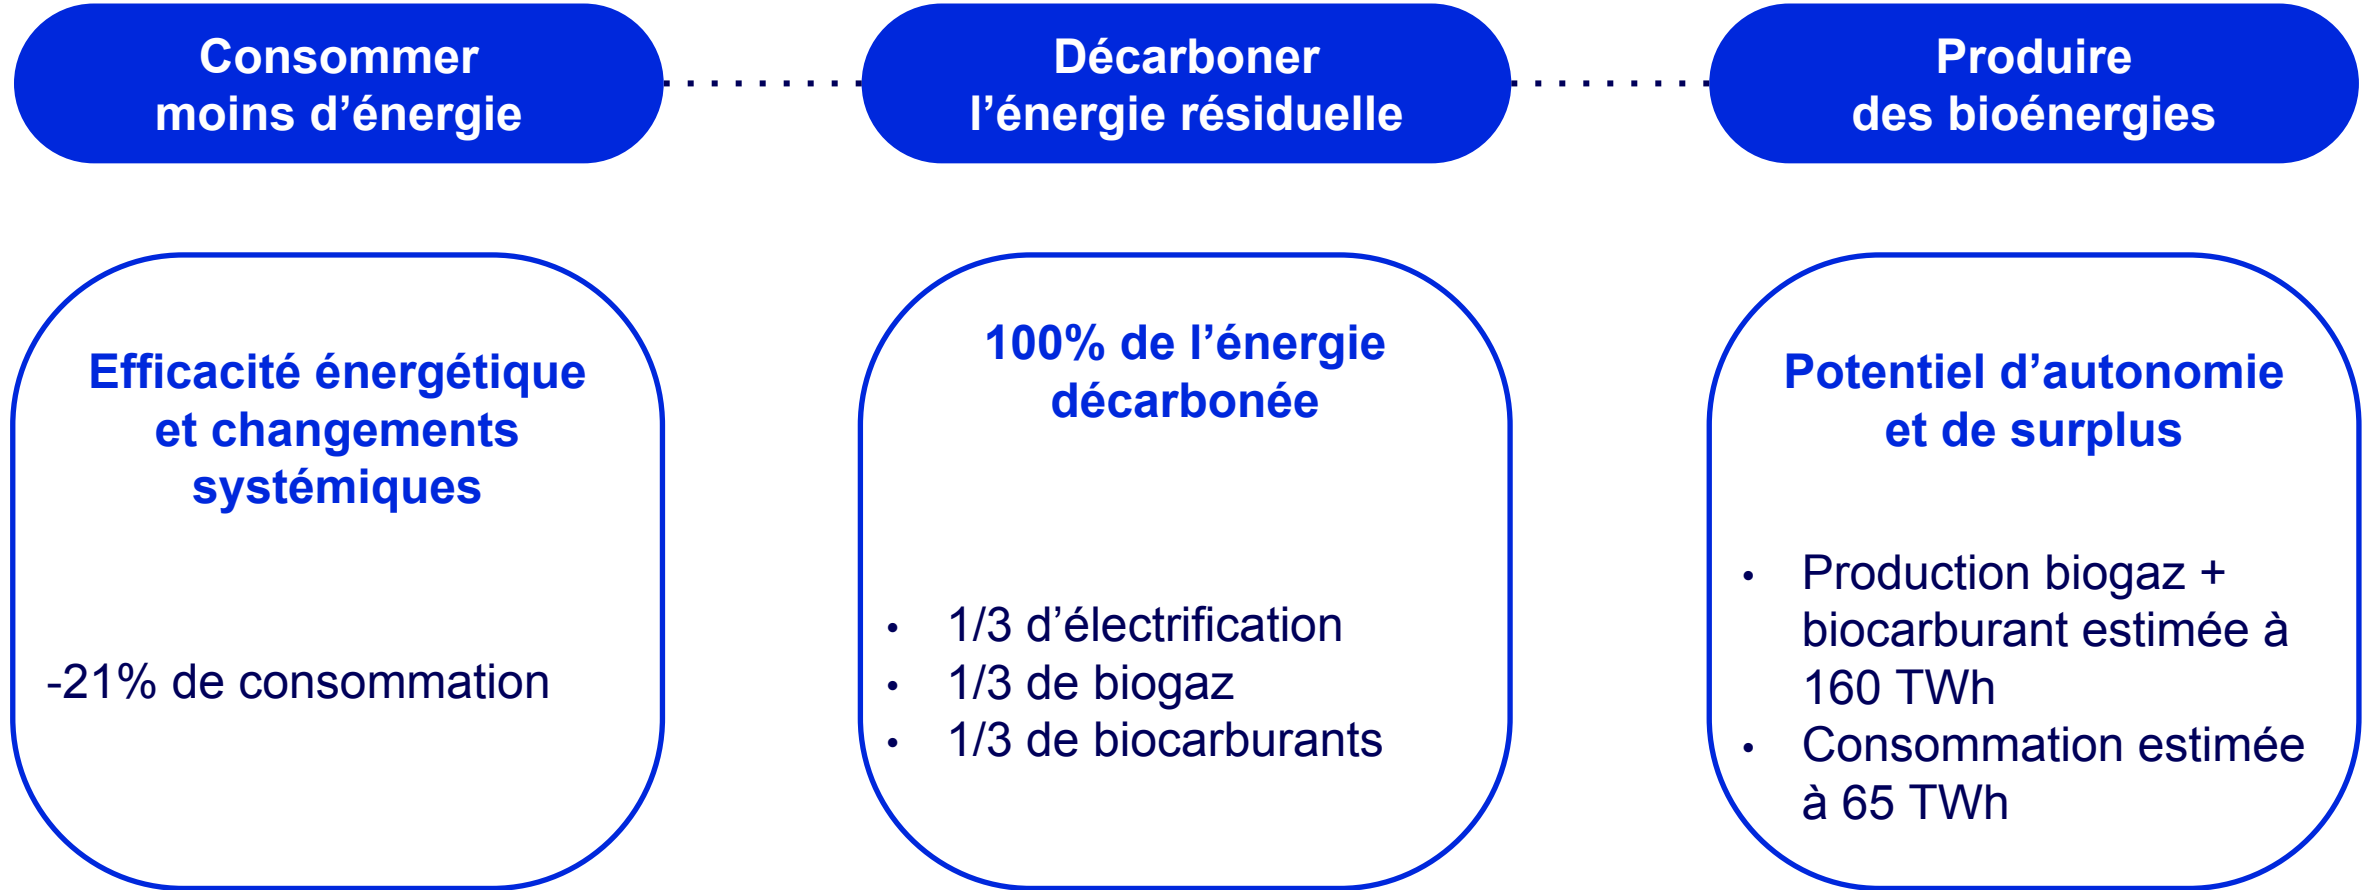 Consommer
moins d’énergie
Décarboner
l’énergie résiduelle
Produire
des bioénergies
Efficacité énergétique
et changements
systémiques
-21% de consommation
100% de l’énergie
décarbonée
• 1/3 d’électrification
• 1/3 de biogaz
• 1/3 de biocarburants
Potentiel d’autonomie
et de surplus
• Production biogaz +
biocarburant estimée à
160 TWh
• Consommation estimée
à 65 TWh